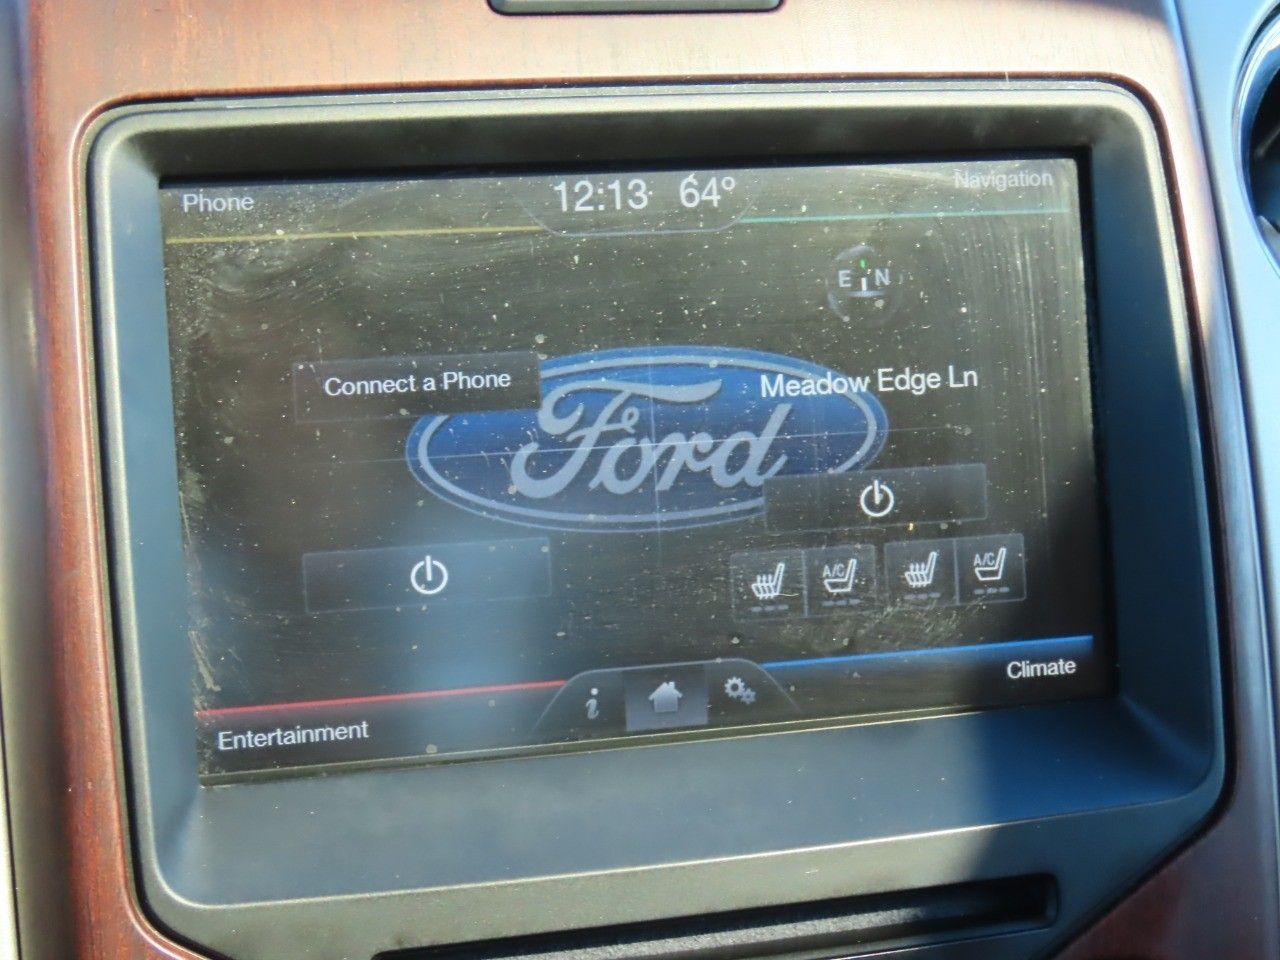 Phone
12:13 64°
Navigation
E N
Connect a Phone
Ford
Meadow Edge Ln
A/C
A/C
i
Entertainment
Climate